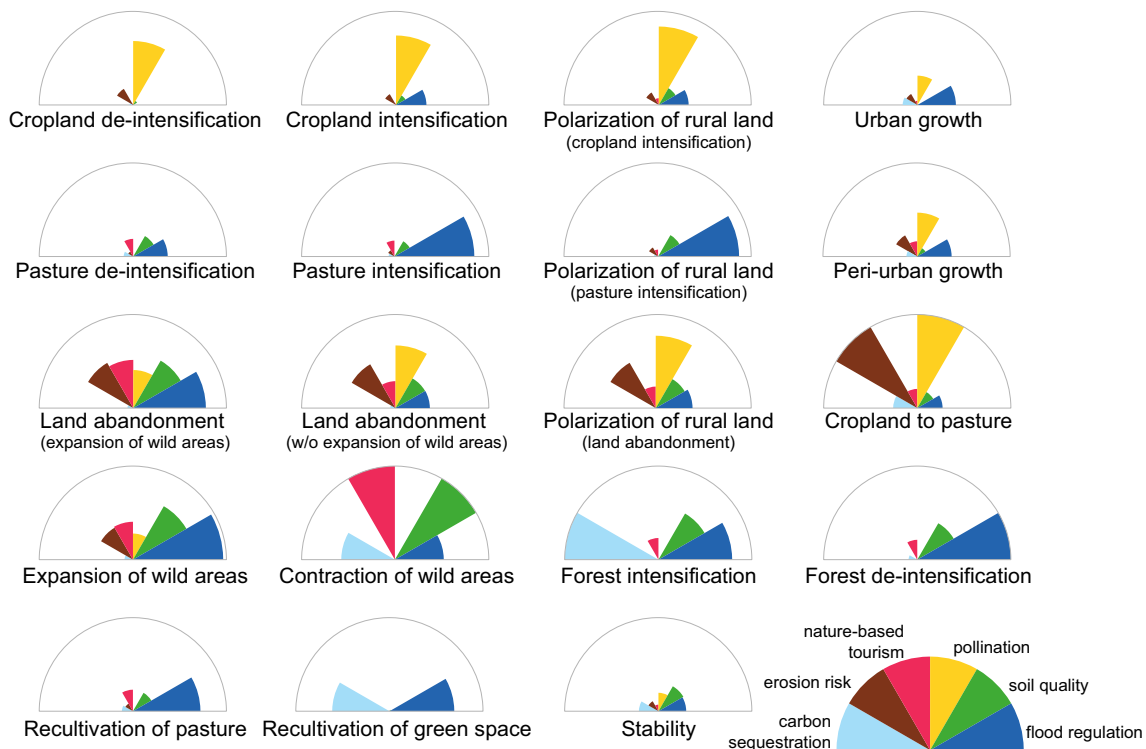 Cropland de-intensification
Cropland intensification
Polarization of rural land
(cropland intensification)
Urban growth
Pasture de-intensification
Pasture intensification
Polarization of rural land
(pasture intensification)
Peri-urban growth
Land abandonment
(expansion of wild areas)
Land abandonment
(w/o expansion of wild areas)
Polarization of rural land
(land abandonment)
Cropland to pasture
Expansion of wild areas
Contraction of wild areas
Forest intensification
Forest de-intensification
Recultivation of pasture
Recultivation of green space
Stability
nature-based
tourism
pollination
erosion risk
soil quality
carbon
sequestration
flood regulation